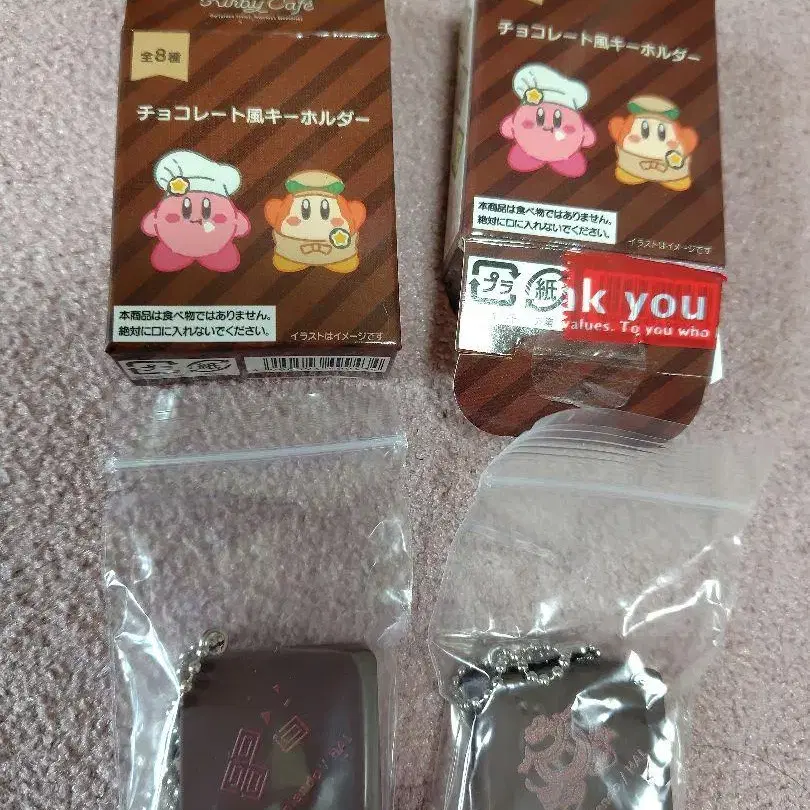 Kirby Café
全8種
チョコレート風キーホルダー
本商品は食べ物ではありません。
絶対に口に入れないでください。
イラストはイメージです
プラ
紙
チョコレート風キーホルダー
本商品は食べ物ではありません。
絶対に口に入れないでください。
イラストはイメージです
プラ
紙
nk you
values. To you who
/ HAL